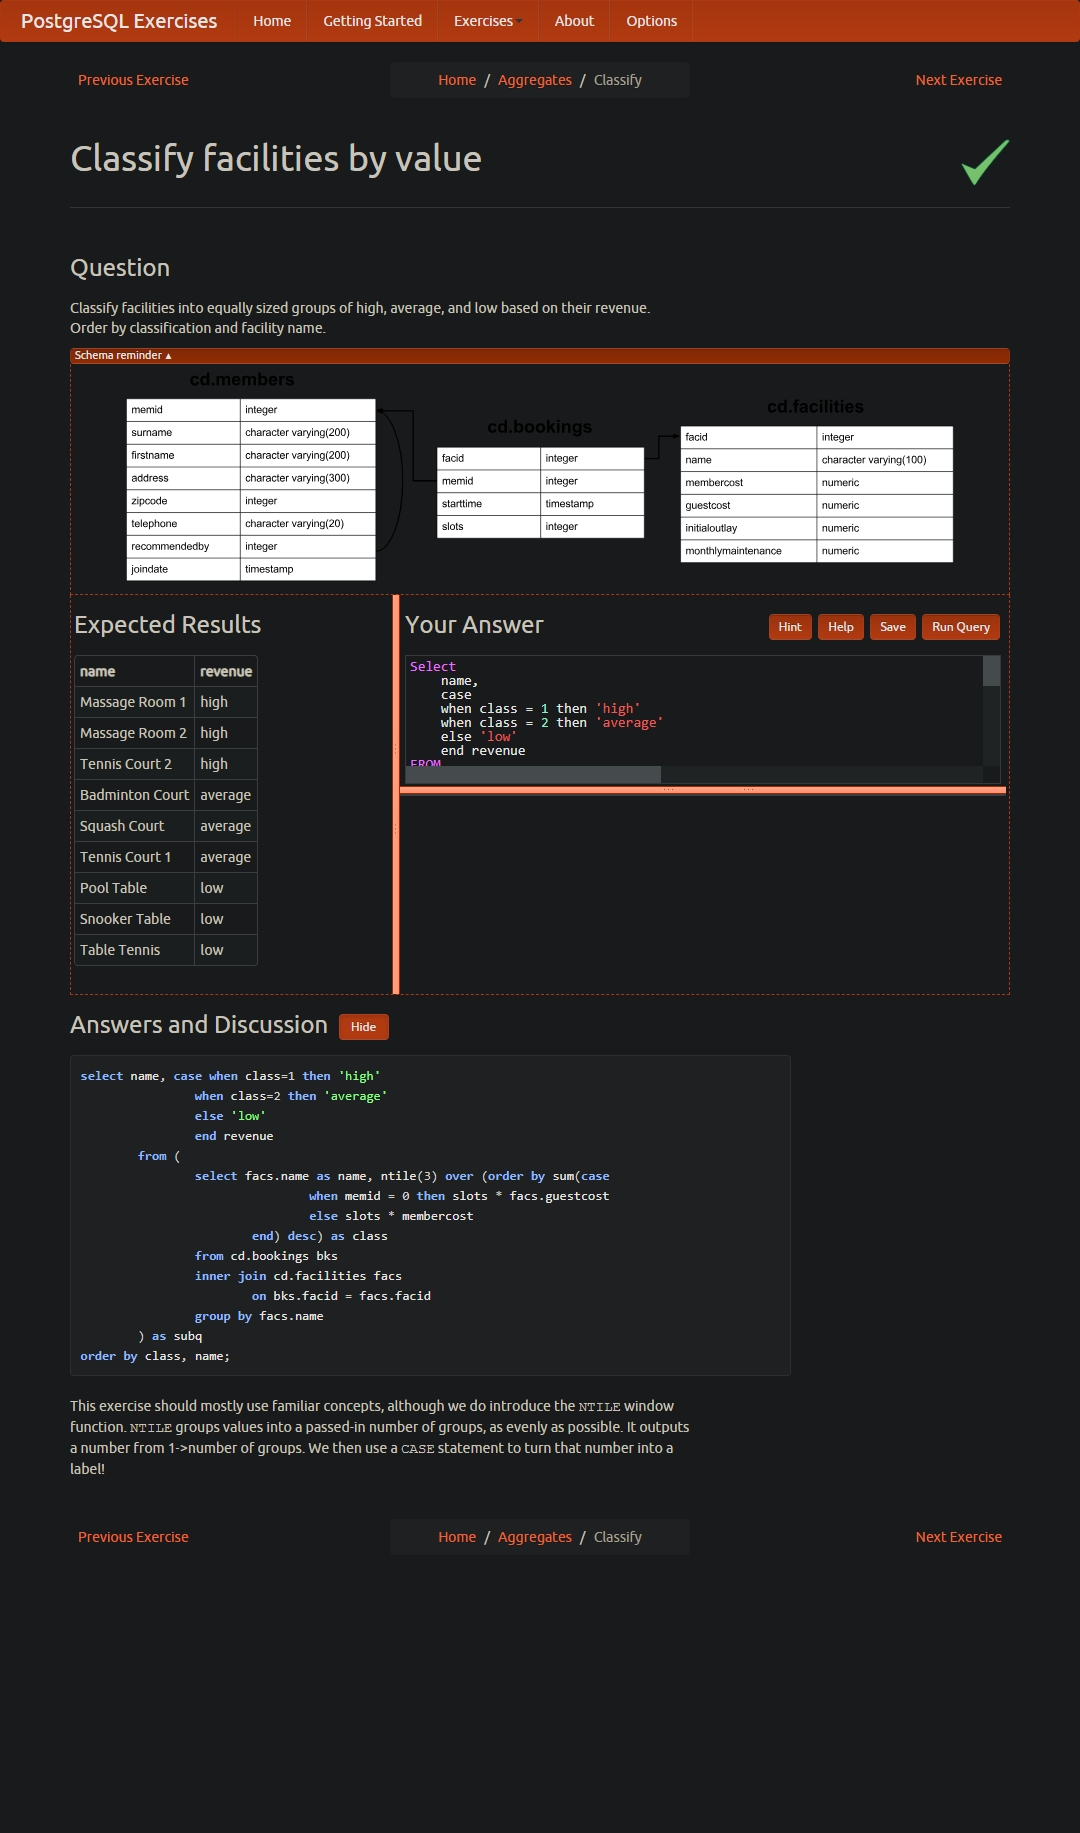 PostgreSQL Exercises Home Getting Started Exercises About Options
Previous Exercise Home / Aggregates / Classify Next Exercise
Classify facilities by value
Question
Classify facilities into equally sized groups of high, average, and low based on their revenue.
Order by classification and facility name.
Schema reminder ▲
cd.members
memid integer
surname character varying(200)
firstname character varying(200)
address character varying(300)
zipcode integer
telephone character varying(20)
recommendedby integer
joindate timestamp
cd.bookings
facid integer
memid integer
starttime timestamp
slots integer
cd.facilities
facid integer
name character varying(100)
membercost numeric
guestcost numeric
initialoutlay numeric
monthlymaintenance numeric
Expected Results
name revenue
Massage Room 1 high
Massage Room 2 high
Tennis Court 2 high
Badminton Court average
Squash Court average
Tennis Court 1 average
Pool Table low
Snooker Table low
Table Tennis low
Your Answer Hint Help Save Run Query
Select
name,
case
when class = 1 then 'high'
when class = 2 then 'average'
else 'low'
end revenue
FROM
Answers and Discussion Hide
select name, case when class=1 then 'high'
when class=2 then 'average'
else 'low'
end revenue
from (
select facs.name as name, ntile(3) over (order by sum(case
when memid = 0 then slots * facs.guestcost
else slots * membercost
end) desc) as class
from cd.bookings bks
inner join cd.facilities facs
on bks.facid = facs.facid
group by facs.name
) as subq
order by class, name;
This exercise should mostly use familiar concepts, although we do introduce the NTILE window
function. NTILE groups values into a passed-in number of groups, as evenly as possible. It outputs
a number from 1->number of groups. We then use a CASE statement to turn that number into a
label!
Previous Exercise Home / Aggregates / Classify Next Exercise